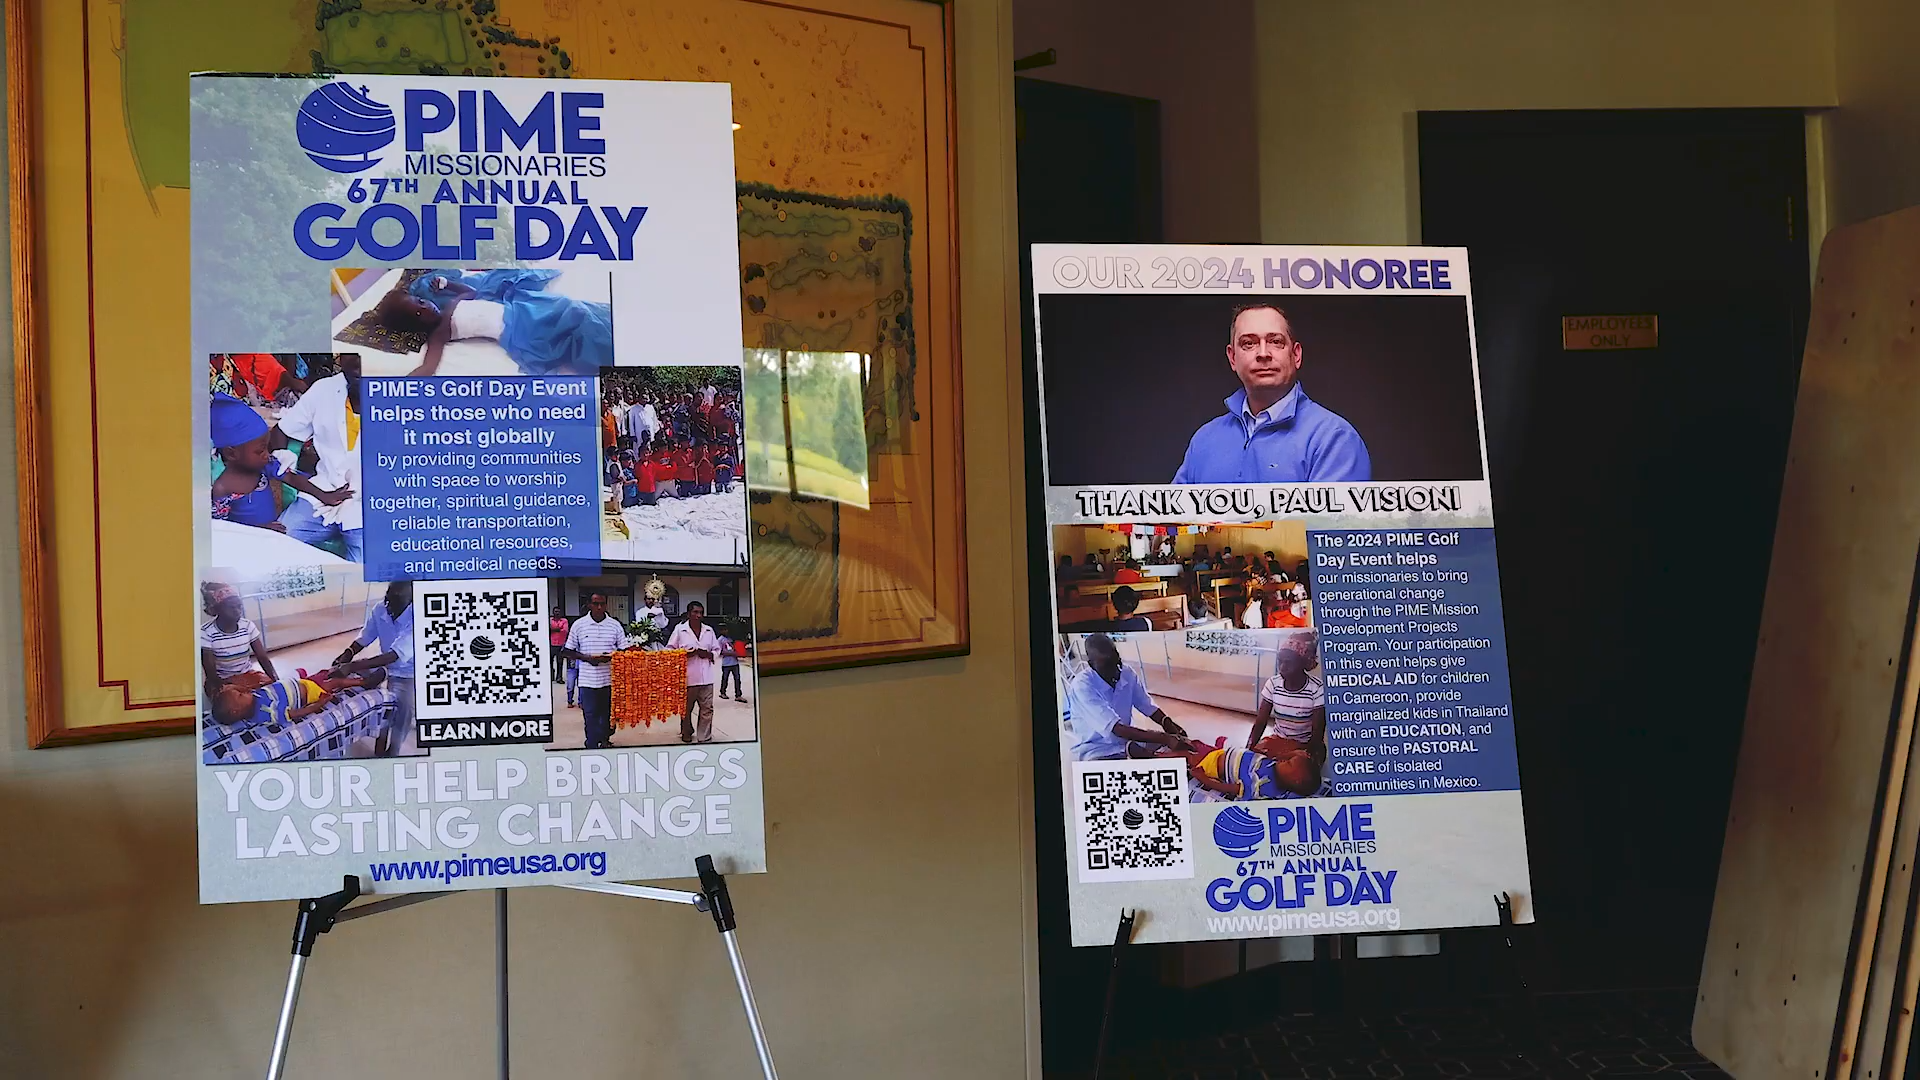 PIME
MISSIONARIES
67TH ANNUAL
GOLF DAY
PIME's Golf Day Event
helps those who need
it most globally
by providing communities
with space to worship
together, spiritual guidance,
reliable transportation,
educational resources,
and medical needs.
LEARN MORE
YOUR HELP BRINGS
LASTING CHANGE
www.pimeusa.org
OUR 2024 HONOREE
THANK YOU, PAUL VISIONI
The 2024 PIME Golf
Day Event helps
our missionaries to bring
generational change
through the PIME Mission
Development Projects
Program. Your participation
in this event helps give
MEDICAL AID for children
in Cameroon, provide
marginalized kids in Thailand
with an EDUCATION, and
ensure the PASTORAL
CARE of isolated
communities in Mexico.
PIME
MISSIONARIES
67TH ANNUAL
GOLF DAY
www.pimeusa.org
EMPLOYEES
ONLY